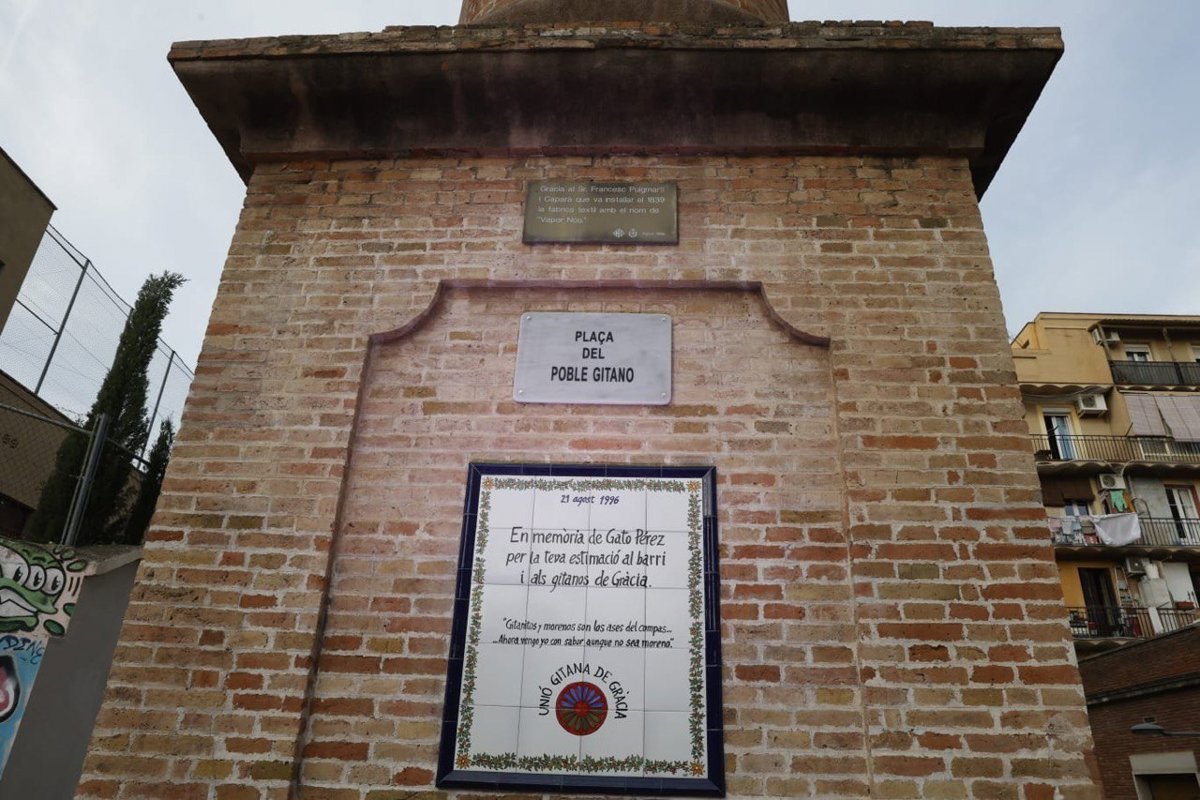 Gràcia al Sr. Francesc Puigmartí
i Caparà que va instal·lar el 1839
la fàbrica tèxtil amb el nom de
"Vapor Nou."
PLAÇA
DEL
POBLE GITANO
21 agost 1996
En memòria de Gato Pérez
per la teva estimació al barri
i als gitanos de Gràcia.
"Gitanitos y morenos son los ases del compas...
...Ahora vengo yo con sabor aunque no sea moreno".
UNIÓ GITANA DE GRÀCIA